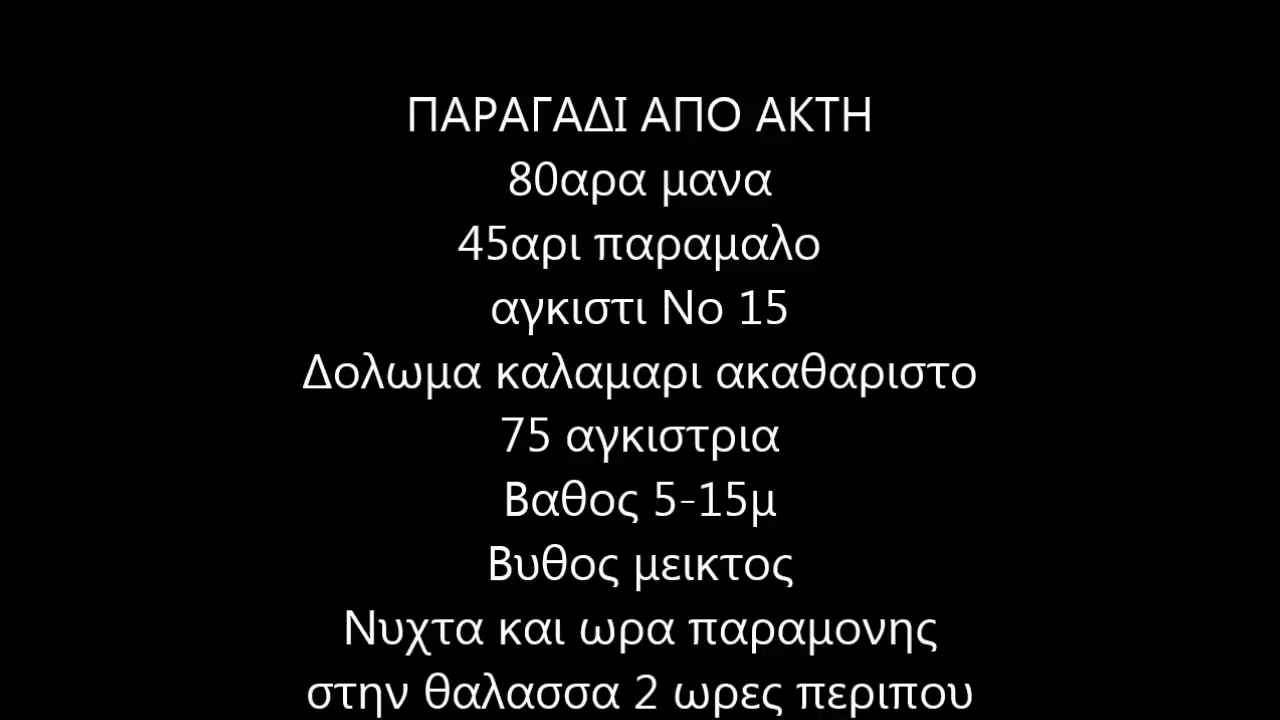 ΠΑΡΑΓΑΔΙ ΑΠΟ ΑΚΤΗ
80αρα μανα
45αρι παραμαλο
αγκιστι Νο 15
Δολωμα καλαμαρι ακαθαριστο
75 αγκιστρια
Βαθος 5-15μ
Βυθος μεικτος
Νυχτα και ωρα παραμονης
στην θαλασσα 2 ωρες περιπου